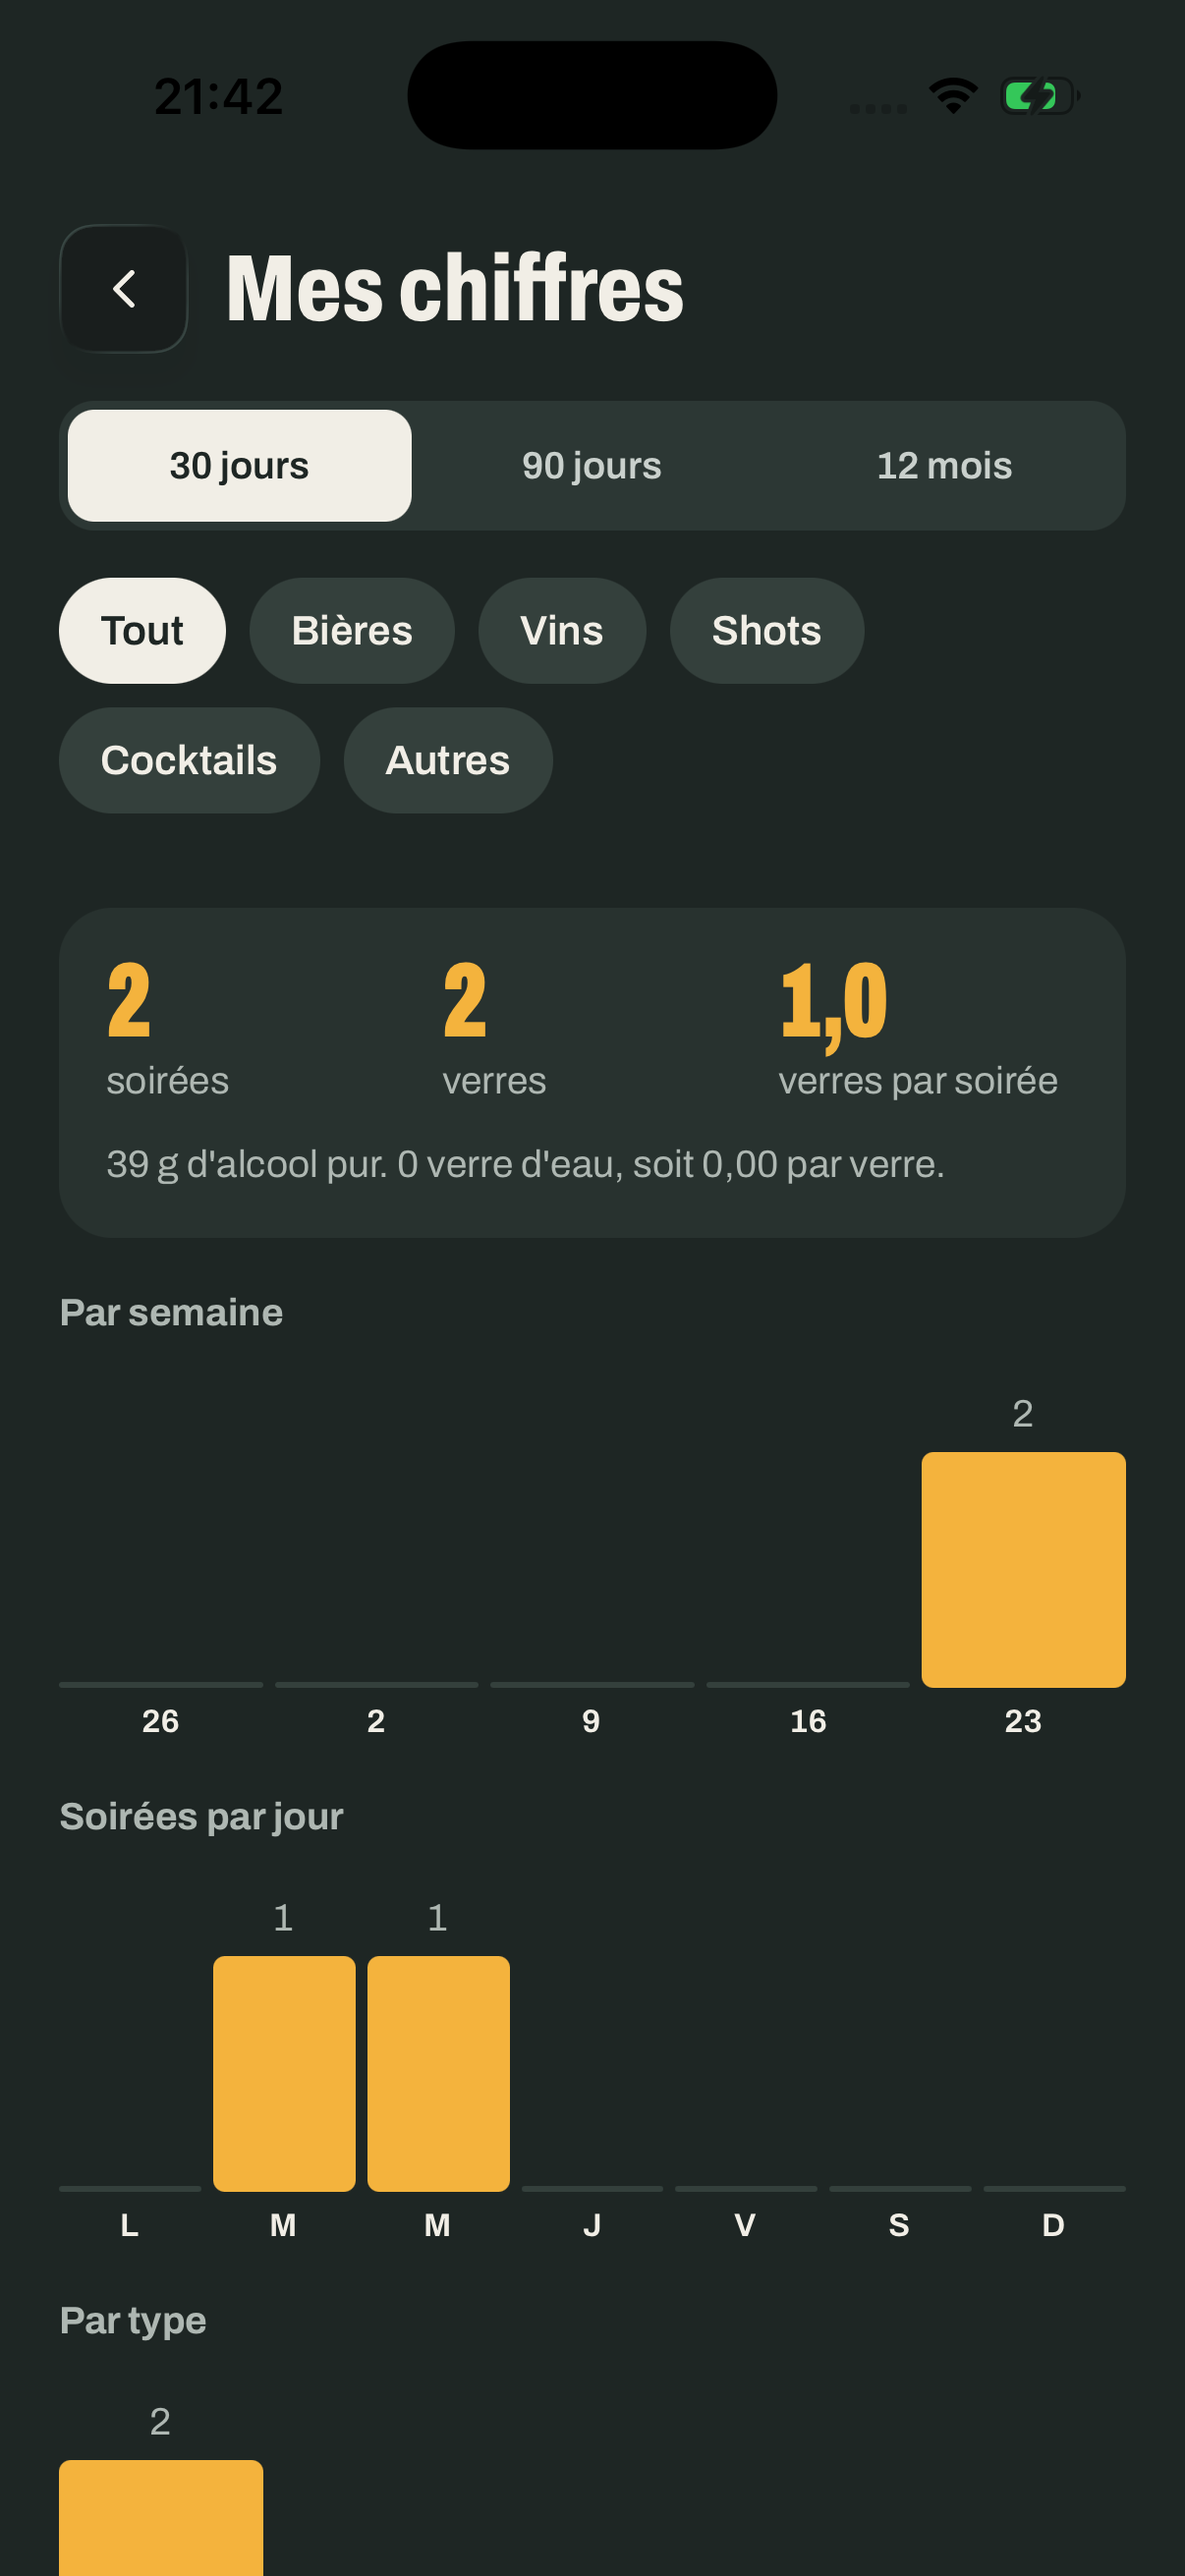 21:42
Mes chiffres
30 jours 90 jours 12 mois
Tout Bières Vins Shots
Cocktails Autres
2 2 1,0
soirées verres verres par soirée
39 g d'alcool pur. 0 verre d'eau, soit 0,00 par verre.
Par semaine
2
26 2 9 16 23
Soirées par jour
1 1
L M M J V S D
Par type
2